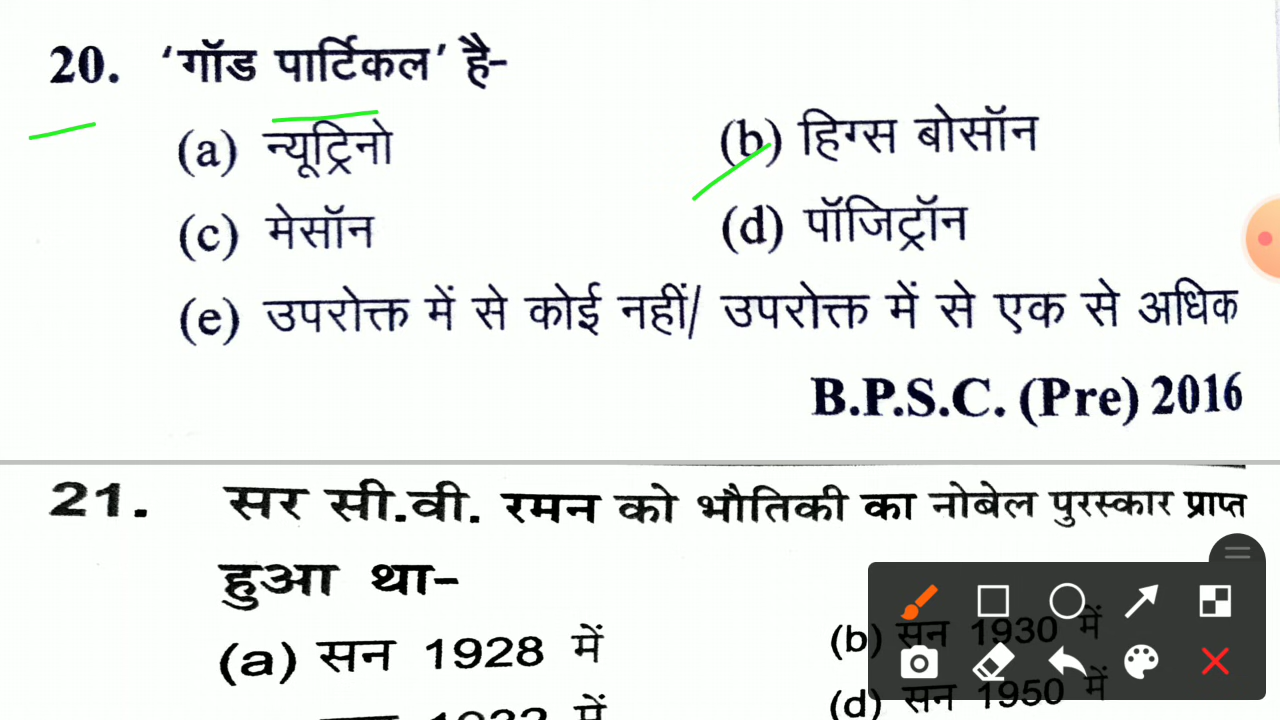 20. 'गॉड पार्टिकल' है-
(a) न्यूट्रिनो (b) हिग्स बोसॉन
(c) मेसॉन (d) पॉजिट्रॉन
(e) उपरोक्त में से कोई नहीं/ उपरोक्त में से एक से अधिक
B.P.S.C. (Pre) 2016
21. सर सी.वी. रमन को भौतिकी का नोबेल पुरस्कार प्राप्त
हुआ था-
(a) सन 1928 में (b) सन 1930 में
(d) सन 1950 में